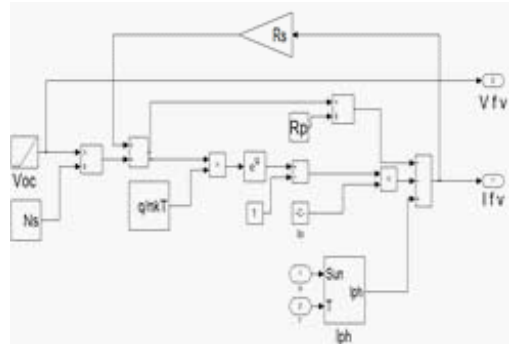 Rs
Vfv
Rp
Voc
e^u
q/nkT
Ns
1
-C-
Io
Ifv
Sun
T
Iph
Iph